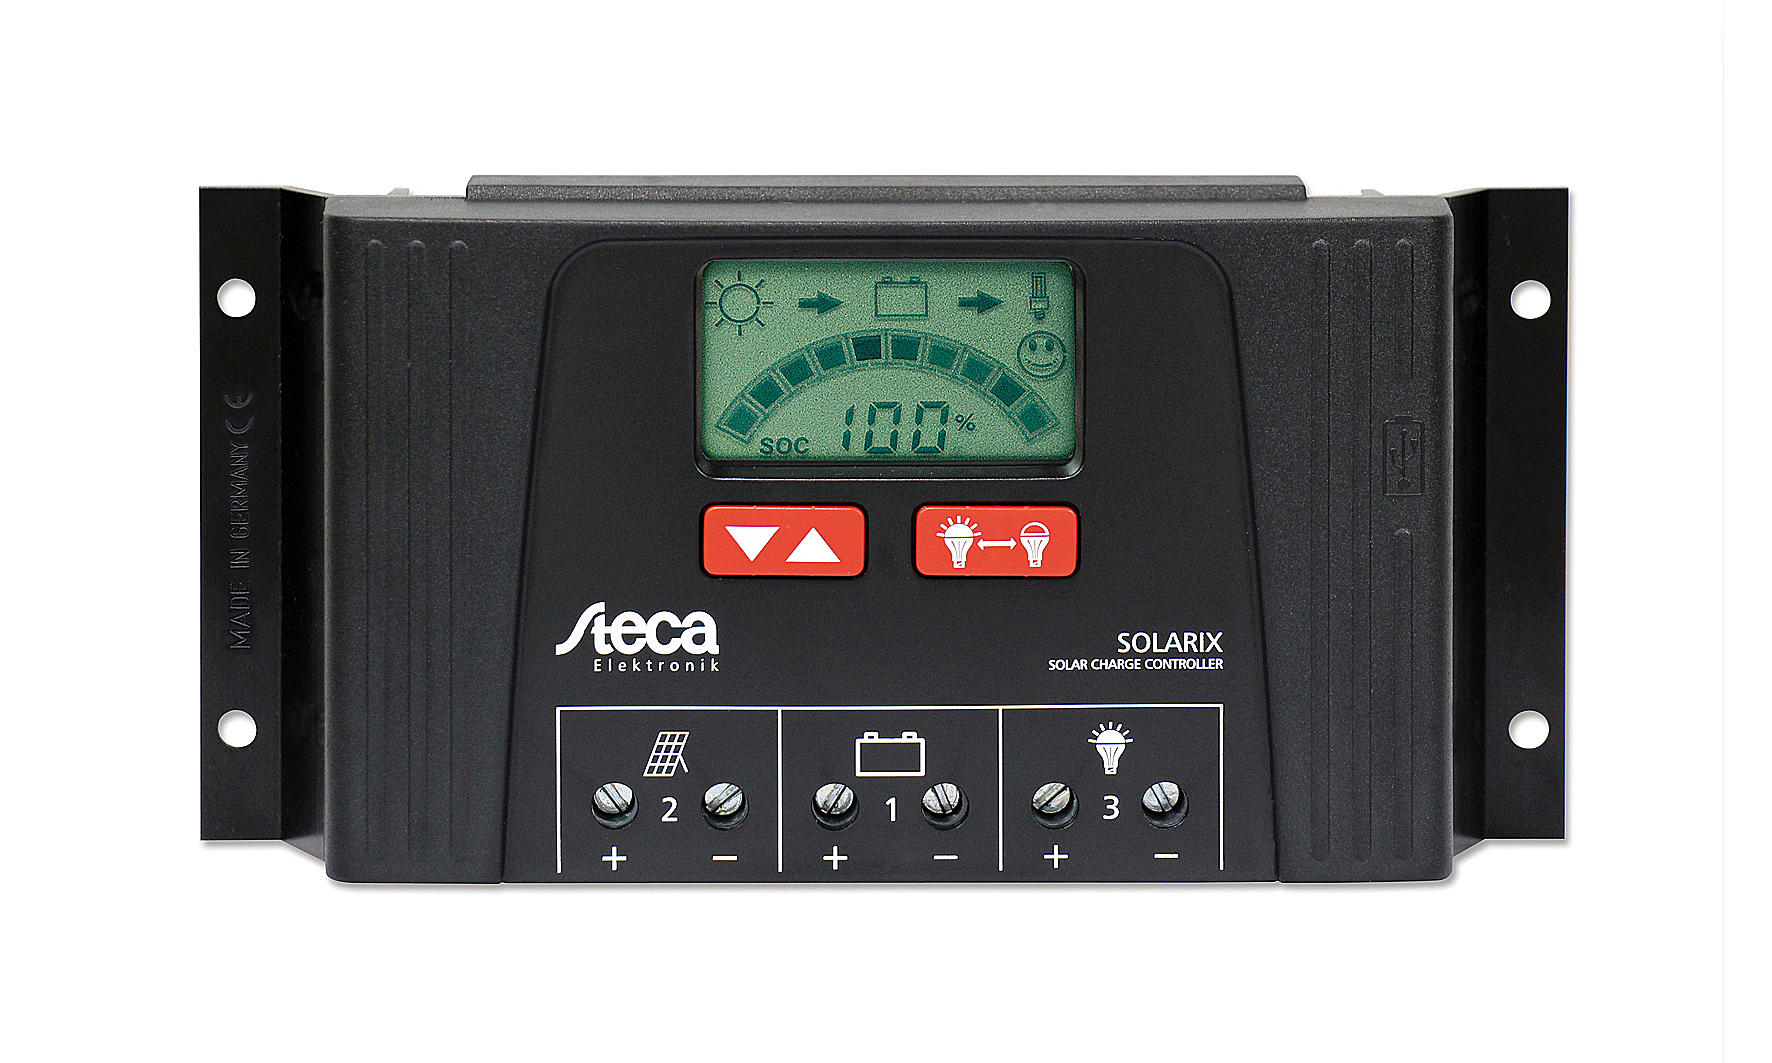 MADE IN GERMANY CE
SOC 100%
Steca
Elektronik
SOLARIX
SOLAR CHARGE CONTROLLER
2 1 3
+ − + − + −